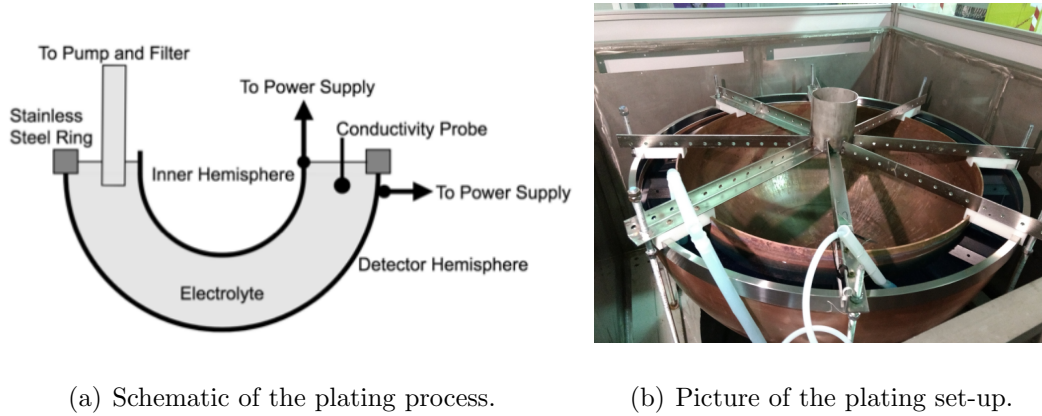 To Pump and Filter
To Power Supply
Stainless
Steel Ring
Conductivity Probe
Inner Hemisphere
To Power Supply
Detector Hemisphere
Electrolyte
(a) Schematic of the plating process.
(b) Picture of the plating set-up.